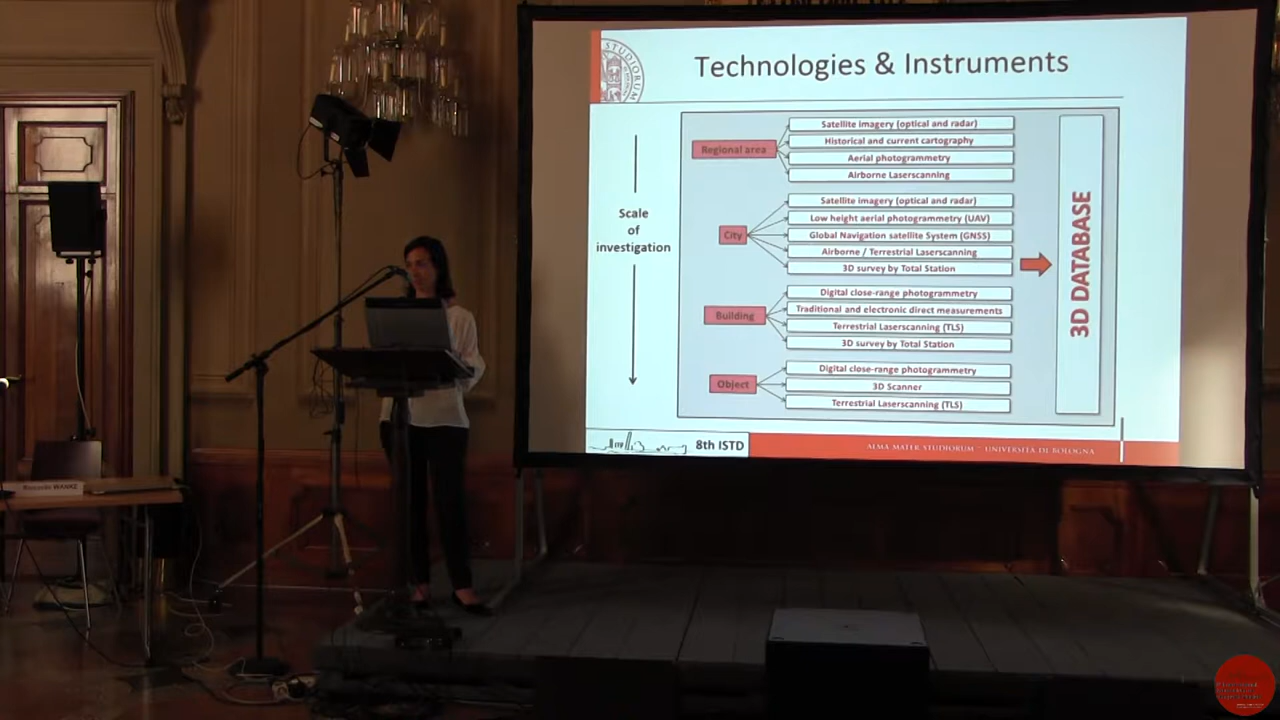 STUDIORUM
Technologies & Instruments
Scale
of
investigation
Regional area
Satellite imagery (optical and radar)
Historical and current cartography
Aerial photogrammetry
Airborne Laserscanning
City
Satellite imagery (optical and radar)
Low height aerial photogrammetry (UAV)
Global Navigation satellite System (GNSS)
Airborne / Terrestrial Laserscanning
3D survey by Total Station
Building
Digital close-range photogrammetry
Traditional and electronic direct measurements
Terrestrial Laserscanning (TLS)
3D survey by Total Station
Object
Digital close-range photogrammetry
3D Scanner
Terrestrial Laserscanning (TLS)
3D DATABASE
8th ISTD
ALMA MATER STUDIORUM - UNIVERSITÀ DI BOLOGNA